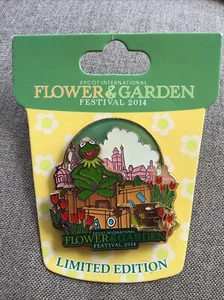 EPCOT INTERNATIONAL
FLOWER & GARDEN
FESTIVAL 2014
EPCOT INTERNATIONAL
FLOWER & GARDEN
FESTIVAL 2014
LIMITED EDITION